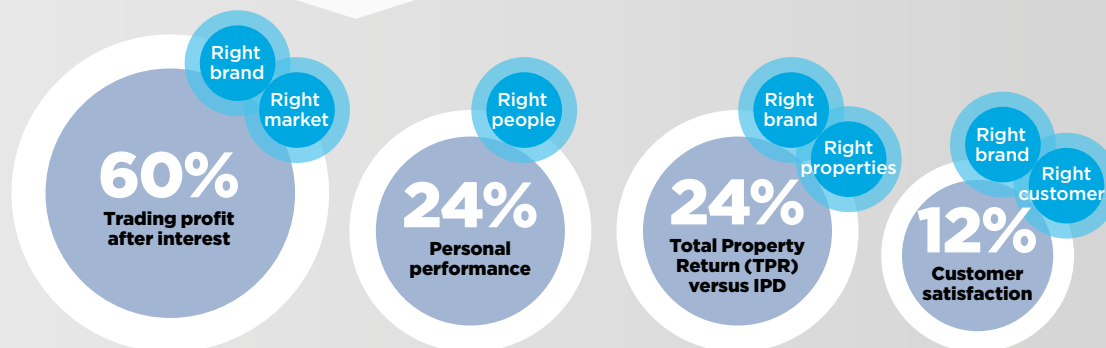 Right
brand
Right
market
60%
Trading profit
after interest
Right
people
24%
Personal
performance
Right
brand
Right
properties
24%
Total Property
Return (TPR)
versus IPD
Right
brand
Right
customer
12%
Customer
satisfaction